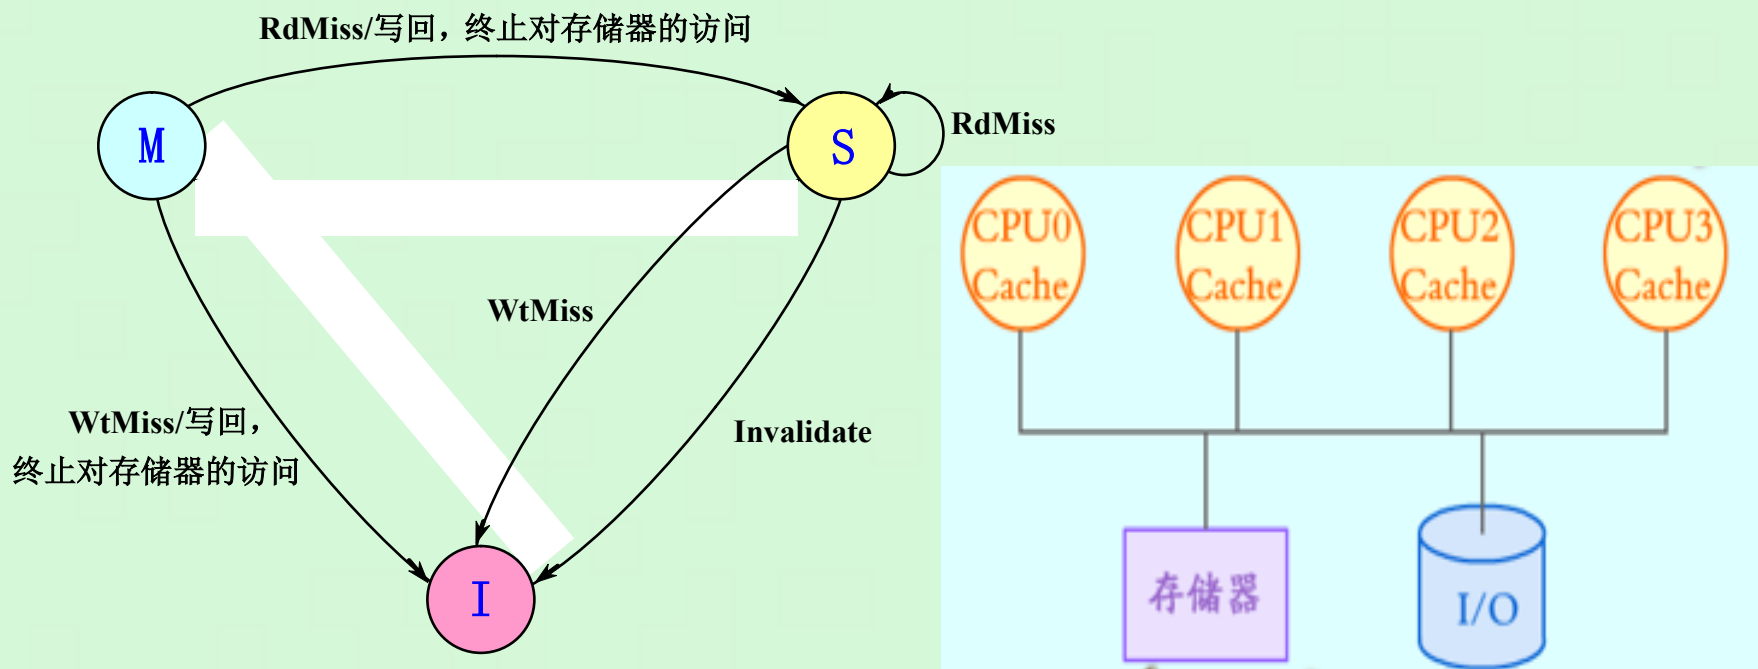 RdMiss/写回，终止对存储器的访问
M
S
RdMiss
WtMiss
WtMiss/写回，
终止对存储器的访问
Invalidate
I
CPU0
Cache
CPU1
Cache
CPU2
Cache
CPU3
Cache
存储器
I/O